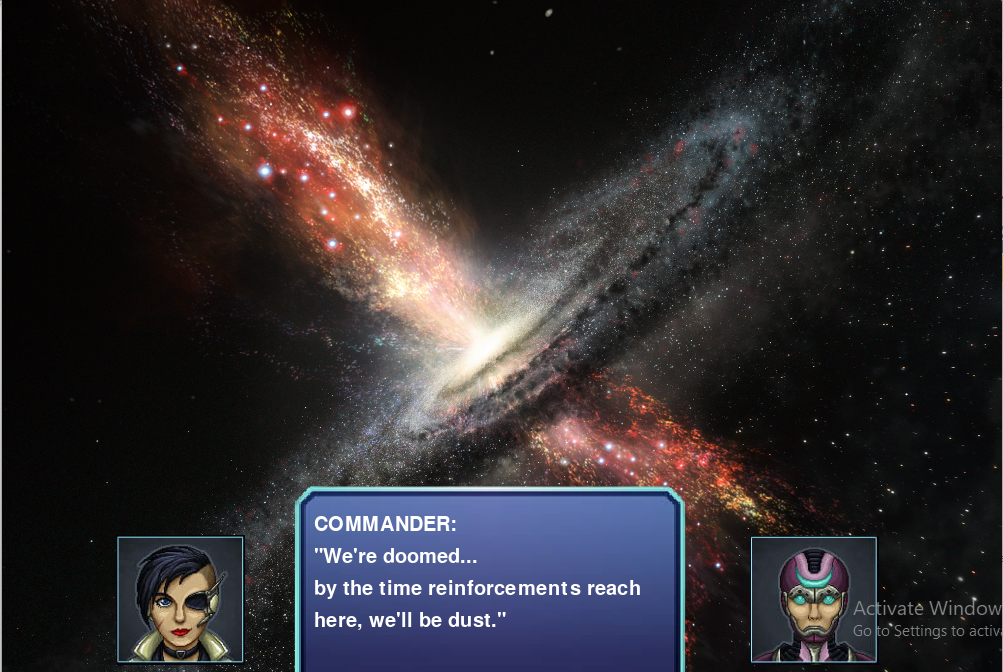 COMMANDER:
"We're doomed...
by the time reinforcements reach
here, we'll be dust."
Activate Window
Go to Settings to activa